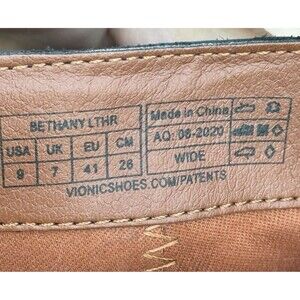 BETHANY LTHR
USA UK EU CM
9 7 41 26
Made in China
AQ: 08-2020
WIDE
VIONICSHOES.COM/PATENTS